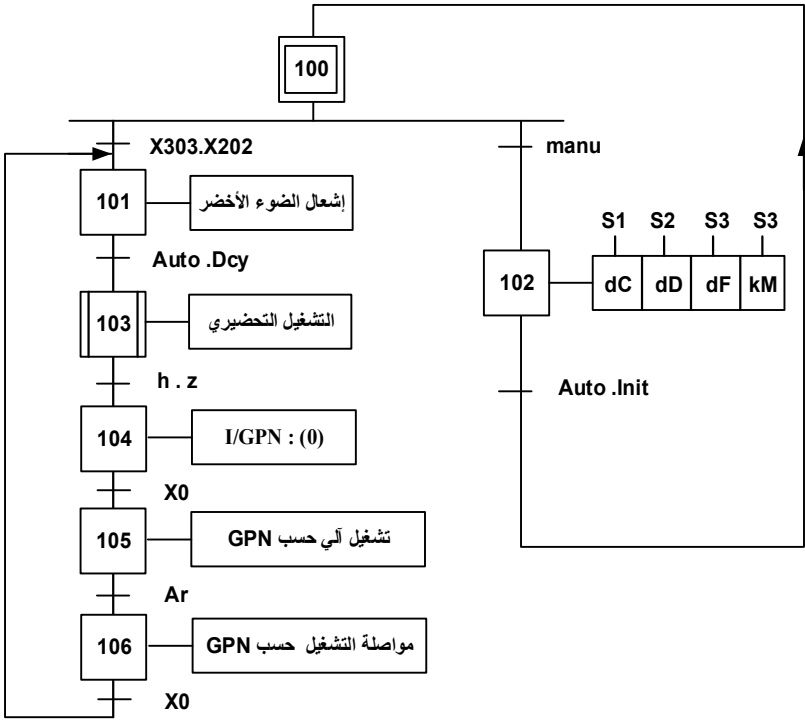 100
X303.X202
manu
101
إشعال الضوء الأخضر
S1 S2 S3 S3
Auto .Dcy
102
dC dD dF kM
103
التشغيل التحضيري
h . z
Auto .Init
104
I/GPN : (0)
X0
105
تشغيل آلي حسب GPN
Ar
106
مواصلة التشغيل حسب GPN
X0